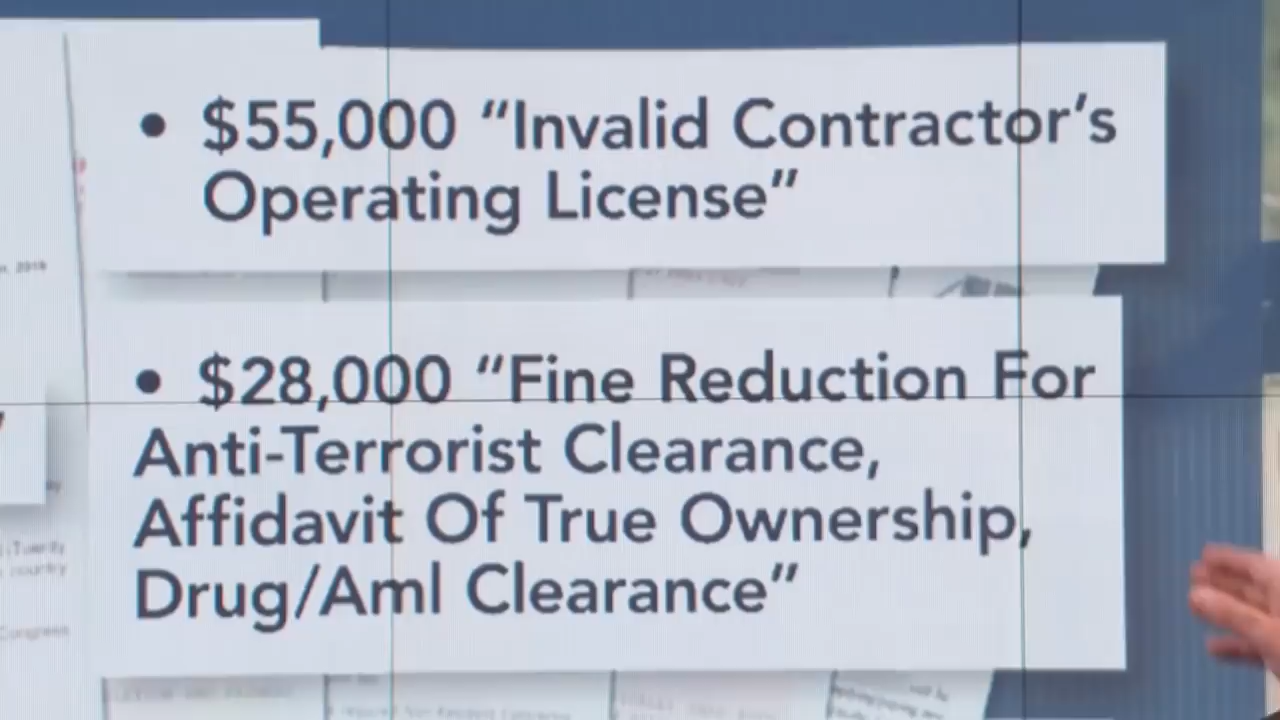 • $55,000 “Invalid Contractor’s
Operating License”
• $28,000 “Fine Reduction For
Anti-Terrorist Clearance,
Affidavit Of True Ownership,
Drug/Aml Clearance”